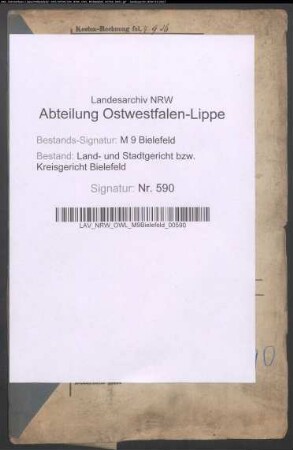 Kosten-Rechnung fol.
Landesarchiv NRW
Abteilung Ostwestfalen-Lippe
Bestands-Signatur: M 9 Bielefeld
Bestand: Land- und Stadtgericht bzw.
Kreisgericht Bielefeld
Signatur: Nr. 590
LAV_NRW_OWL_M9Bielefeld_00590